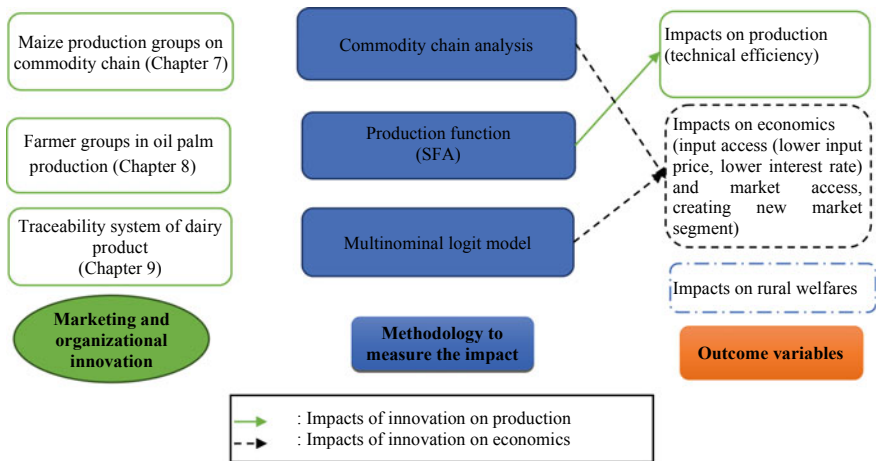 Maize production groups on
commodity chain (Chapter 7)
Farmer groups in oil palm
production (Chapter 8)
Traceability system of dairy
product
(Chapter 9)
Marketing and
organizational
innovation
Commodity chain analysis
Production function
(SFA)
Multinominal logit model
Methodology to
measure the impact
Impacts on production
(technical efficiency)
Impacts on economics
(input access (lower input
price, lower interest rate)
and market access,
creating new market
segment)
Impacts on rural welfares
Outcome variables
: Impacts of innovation on production
: Impacts of innovation on economics